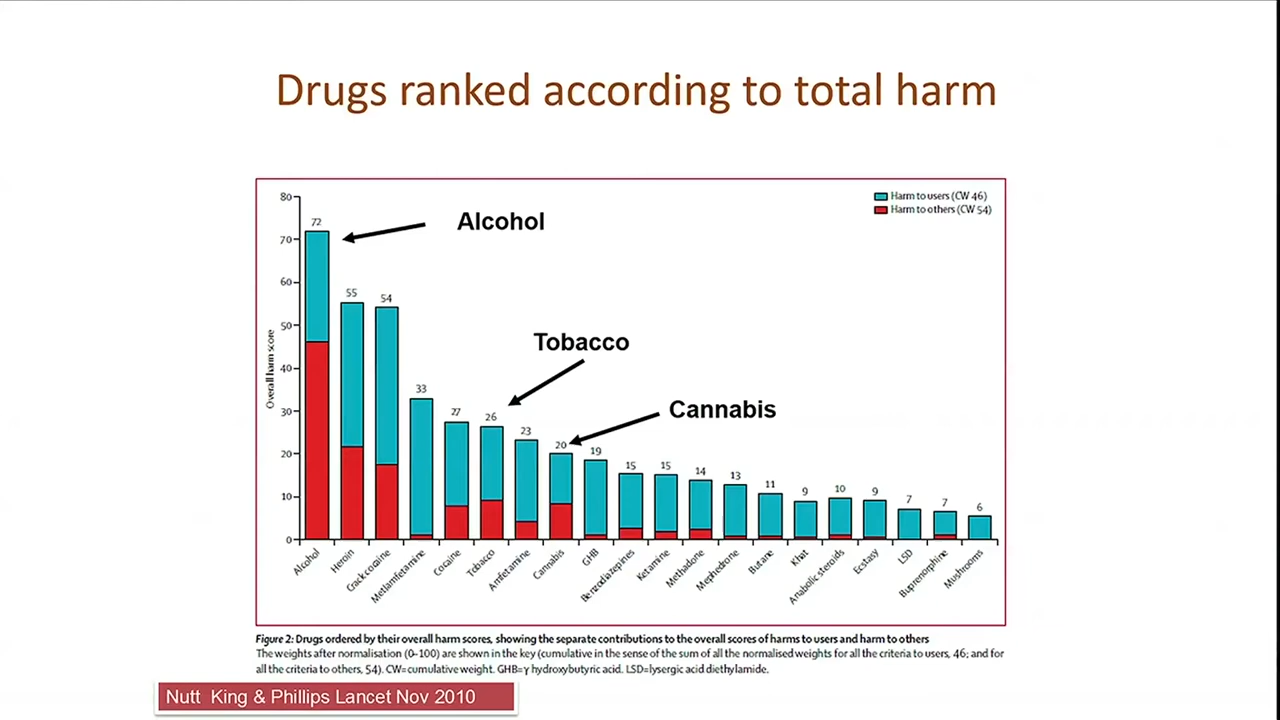 Drugs ranked according to total harm
Harm to users (CW 46)
Harm to others (CW 54)
Alcohol
Tobacco
Cannabis
Overall harm score
80
70
60
50
40
30
20
10
0
72
55
54
33
27
26
23
20
19
15
15
14
13
11
9
10
9
7
7
6
Alcohol
Heroin
Crack cocaine
Metamfetamine
Cocaine
Tobacco
Amfetamine
Cannabis
GHB
Benzodiazepines
Ketamine
Methadone
Mephedrone
Butane
Khat
Anabolic steroids
Ecstasy
LSD
Buprenorphine
Mushrooms
Figure 2: Drugs ordered by their overall harm scores, showing the separate contributions to the overall scores of harms to users and harm to others
The weights after normalisation (0–100) are shown in the key (cumulative in the sense of the sum of all the normalised weights for all the criteria to users, 46; and for
all the criteria to others, 54). CW=cumulative weight. GHB=γ hydroxybutyric acid. LSD=lysergic acid diethylamide.
Nutt King & Phillips Lancet Nov 2010